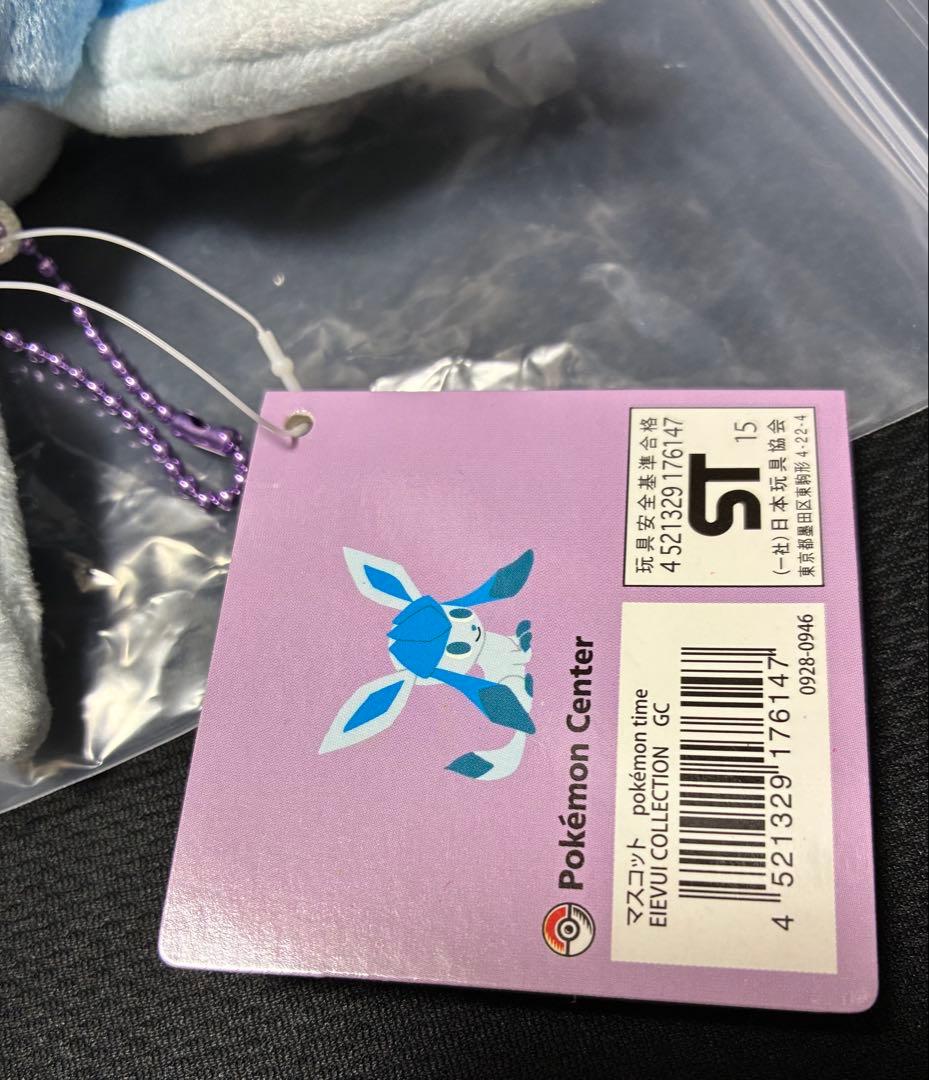 Pokémon Center
玩具安全基準合格
4 521329 176147
ST 15
(一社)日本玩具協会
東京都墨田区東駒形 4-22-4
マスコット pokémon time
EIEVUI COLLECTION GC
4 521329 176147
0928-0946